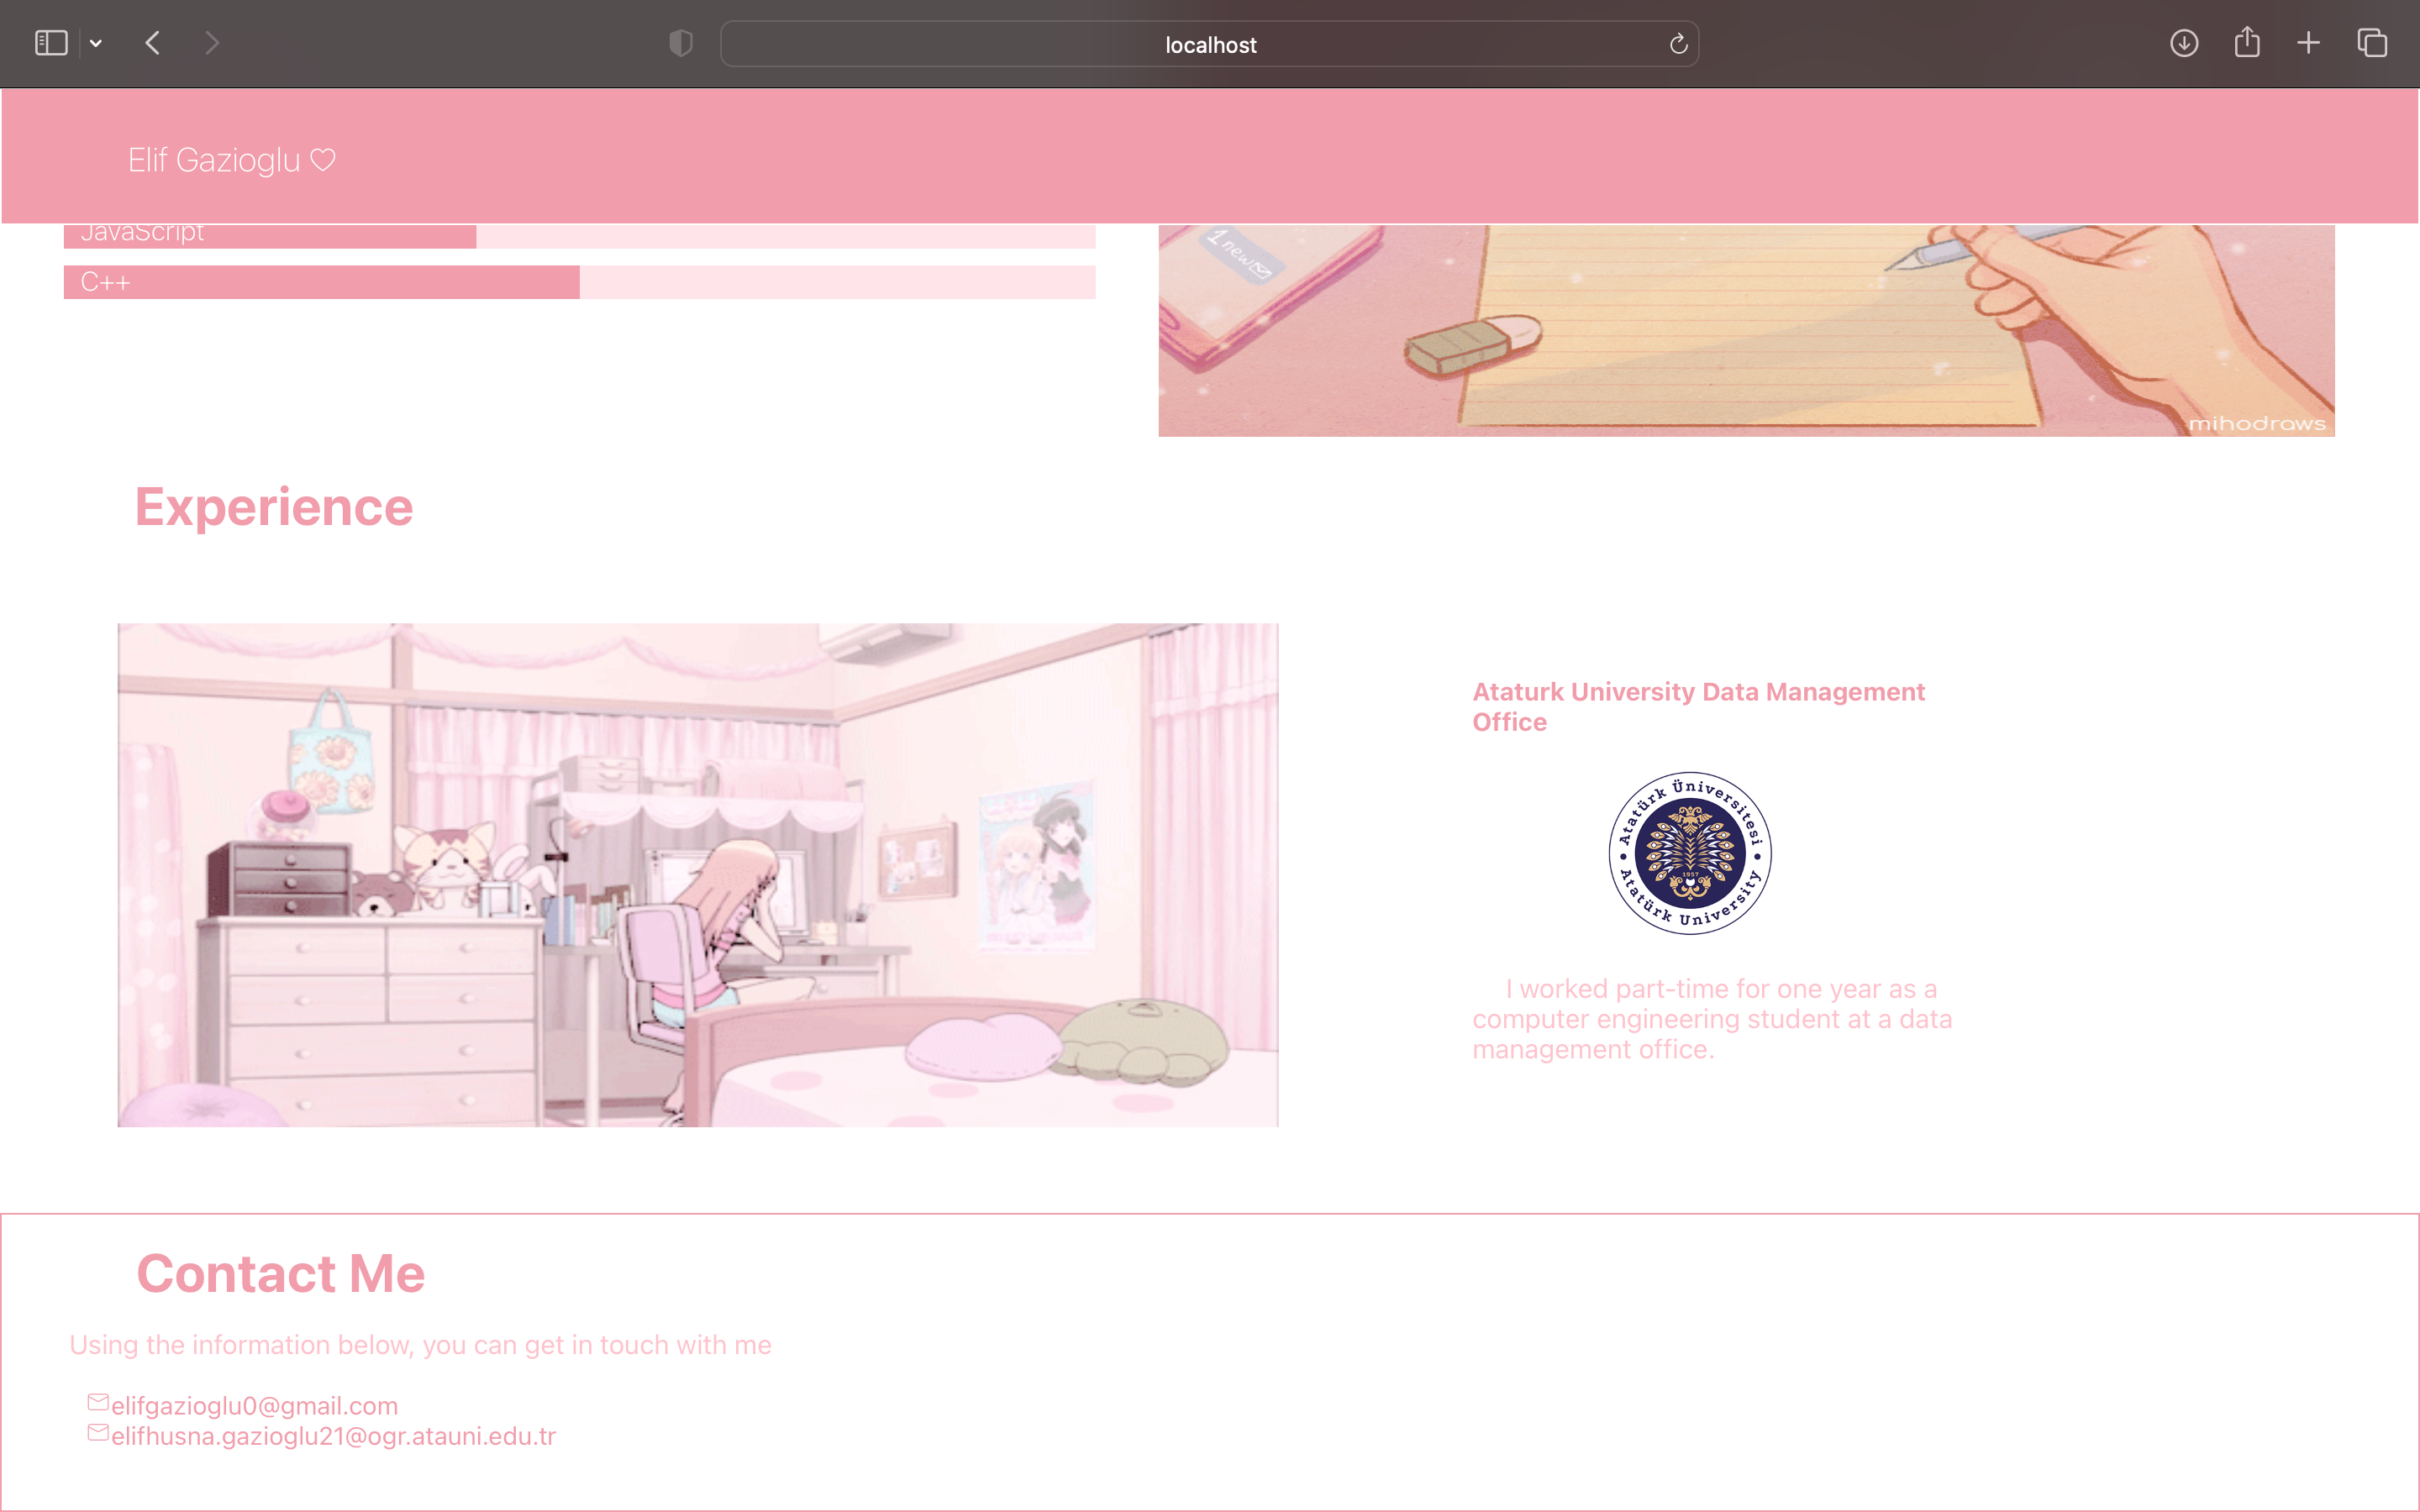 localhost
Elif Gazioglu ♡
JavaScript
C++
1 new
mihodraws
Experience
Ataturk University Data Management
Office
Atatürk Üniversitesi
1957
Atatürk University
I worked part-time for one year as a
computer engineering student at a data
management office.
Contact Me
Using the information below, you can get in touch with me
elifgazioglu0@gmail.com
elifhusna.gazioglu21@ogr.atauni.edu.tr